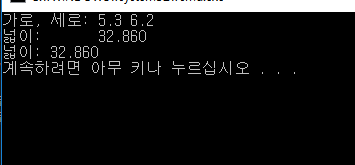 가로, 세로: 5.3 6.2
넓이:      32.860
넓이: 32.860
계속하려면 아무 키나 누르십시오 . . .